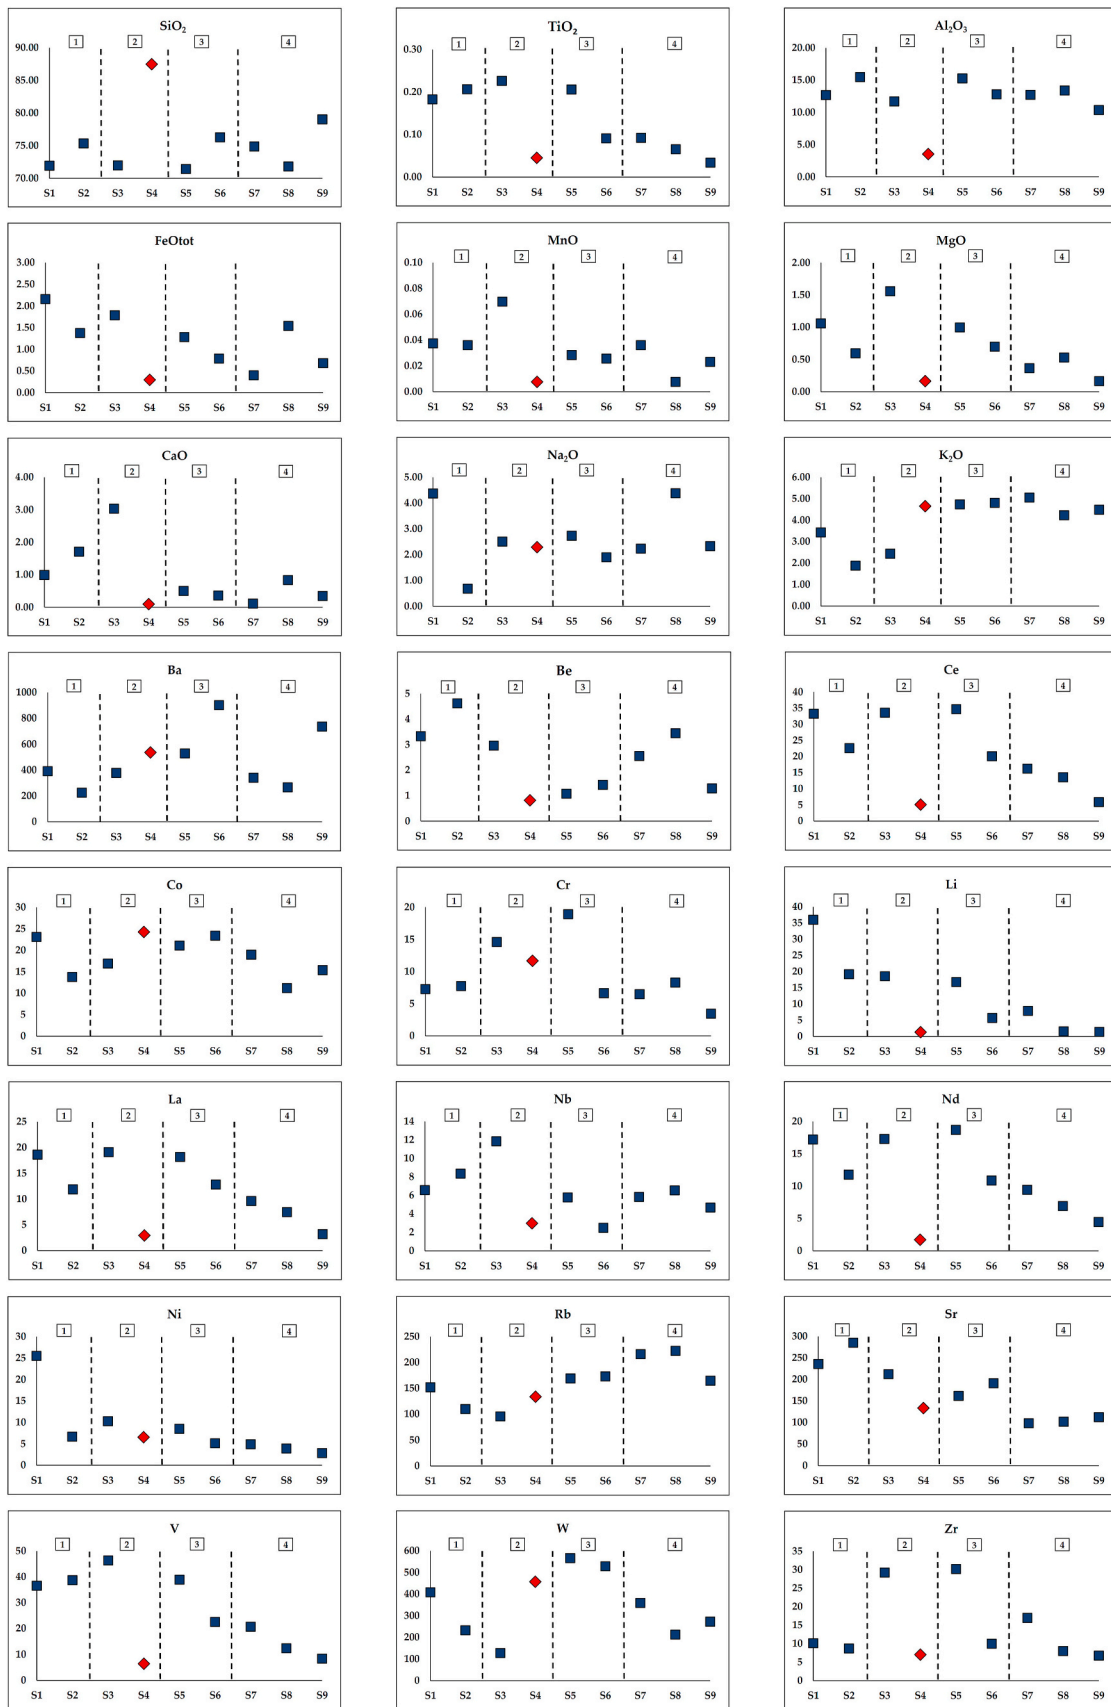 SiO₂
1 2 3 4
90.00
85.00
80.00
75.00
70.00
S1 S2 S3 S4 S5 S6 S7 S8 S9
TiO₂
1 2 3 4
0.30
0.20
0.10
0.00
S1 S2 S3 S4 S5 S6 S7 S8 S9
Al₂O₃
1 2 3 4
20.00
15.00
10.00
5.00
0.00
S1 S2 S3 S4 S5 S6 S7 S8 S9
FeOtot
3.00
2.50
2.00
1.50
1.00
0.50
0.00
S1 S2 S3 S4 S5 S6 S7 S8 S9
MnO
1 2 3 4
0.10
0.08
0.06
0.04
0.02
0.00
S1 S2 S3 S4 S5 S6 S7 S8 S9
MgO
1 2 3 4
2.00
1.50
1.00
0.50
0.00
S1 S2 S3 S4 S5 S6 S7 S8 S9
CaO
1 2 3 4
4.00
3.00
2.00
1.00
0.00
S1 S2 S3 S4 S5 S6 S7 S8 S9
Na₂O
1 2 3 4
5.00
4.00
3.00
2.00
1.00
0.00
S1 S2 S3 S4 S5 S6 S7 S8 S9
K₂O
1 2 3 4
6.00
5.00
4.00
3.00
2.00
1.00
0.00
S1 S2 S3 S4 S5 S6 S7 S8 S9
Ba
1 2 3 4
1000
800
600
400
200
0
S1 S2 S3 S4 S5 S6 S7 S8 S9
Be
1 2 3 4
5
4
3
2
1
0
S1 S2 S3 S4 S5 S6 S7 S8 S9
Ce
1 2 3 4
40
35
30
25
20
15
10
5
0
S1 S2 S3 S4 S5 S6 S7 S8 S9
Co
1 2 3 4
30
25
20
15
10
5
0
S1 S2 S3 S4 S5 S6 S7 S8 S9
Cr
1 2 3 4
20
15
10
5
0
S1 S2 S3 S4 S5 S6 S7 S8 S9
Li
1 2 3 4
40
35
30
25
20
15
10
5
0
S1 S2 S3 S4 S5 S6 S7 S8 S9
La
1 2 3 4
25
20
15
10
5
0
S1 S2 S3 S4 S5 S6 S7 S8 S9
Nb
1 2 3 4
14
12
10
8
6
4
2
0
S1 S2 S3 S4 S5 S6 S7 S8 S9
Nd
1 2 3 4
20
15
10
5
0
S1 S2 S3 S4 S5 S6 S7 S8 S9
Ni
1 2 3 4
30
25
20
15
10
5
0
S1 S2 S3 S4 S5 S6 S7 S8 S9
Rb
1 2 3 4
250
200
150
100
50
0
S1 S2 S3 S4 S5 S6 S7 S8 S9
Sr
1 2 3 4
300
250
200
150
100
50
0
S1 S2 S3 S4 S5 S6 S7 S8 S9
V
1 2 3 4
50
40
30
20
10
0
S1 S2 S3 S4 S5 S6 S7 S8 S9
W
1 2 3 4
600
500
400
300
200
100
0
S1 S2 S3 S4 S5 S6 S7 S8 S9
Zr
1 2 3 4
35
30
25
20
15
10
5
0
S1 S2 S3 S4 S5 S6 S7 S8 S9